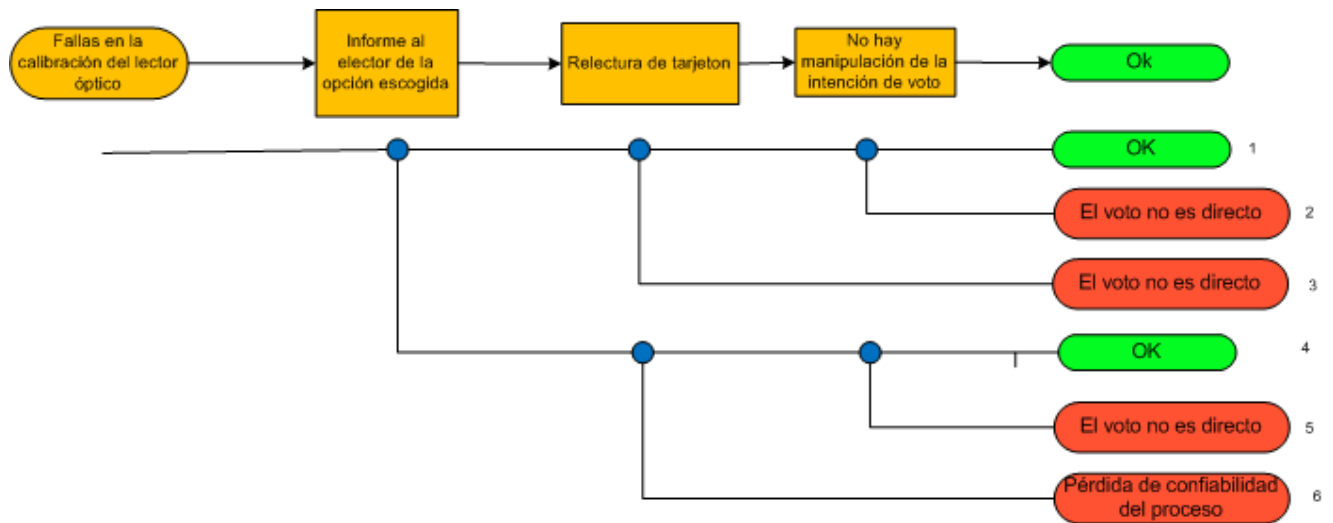 Fallas en la
calibración del lector
óptico
Informe al
elector de la
opción escogida
Relectura de tarjeton
No hay
manipulación de la
intención de voto
Ok
OK
1
El voto no es directo
2
El voto no es directo
3
OK
4
El voto no es directo
5
Pérdida de confiabilidad
del proceso
6